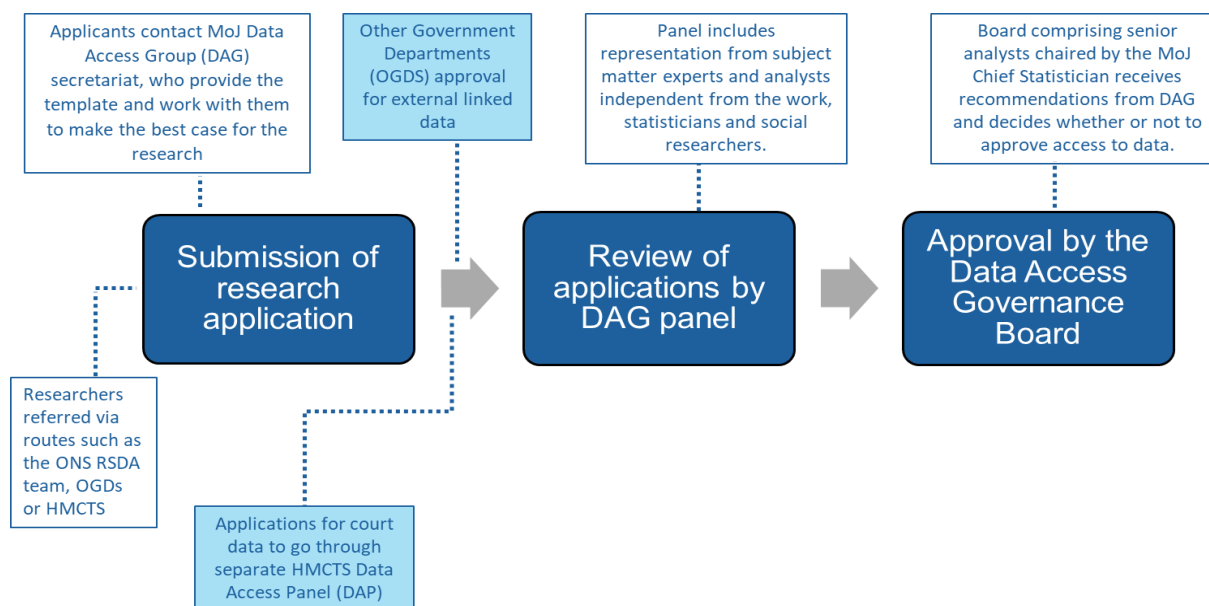 Applicants contact MoJ Data
Access Group (DAG)
secretariat, who provide the
template and work with them
to make the best case for the
research
Other Government
Departments
(OGDS) approval
for external linked
data
Panel includes
representation from subject
matter experts and analysts
independent from the work,
statisticians and social
researchers.
Board comprising senior
analysts chaired by the MoJ
Chief Statistician receives
recommendations from DAG
and decides whether or not to
approve access to data.
Submission of
research
application
Review of
applications by
DAG panel
Approval by the
Data Access
Governance
Board
Researchers
referred via
routes such as
the ONS RSDA
team, OGDs
or HMCTS
Applications for court
data to go through
separate HMCTS Data
Access Panel (DAP)